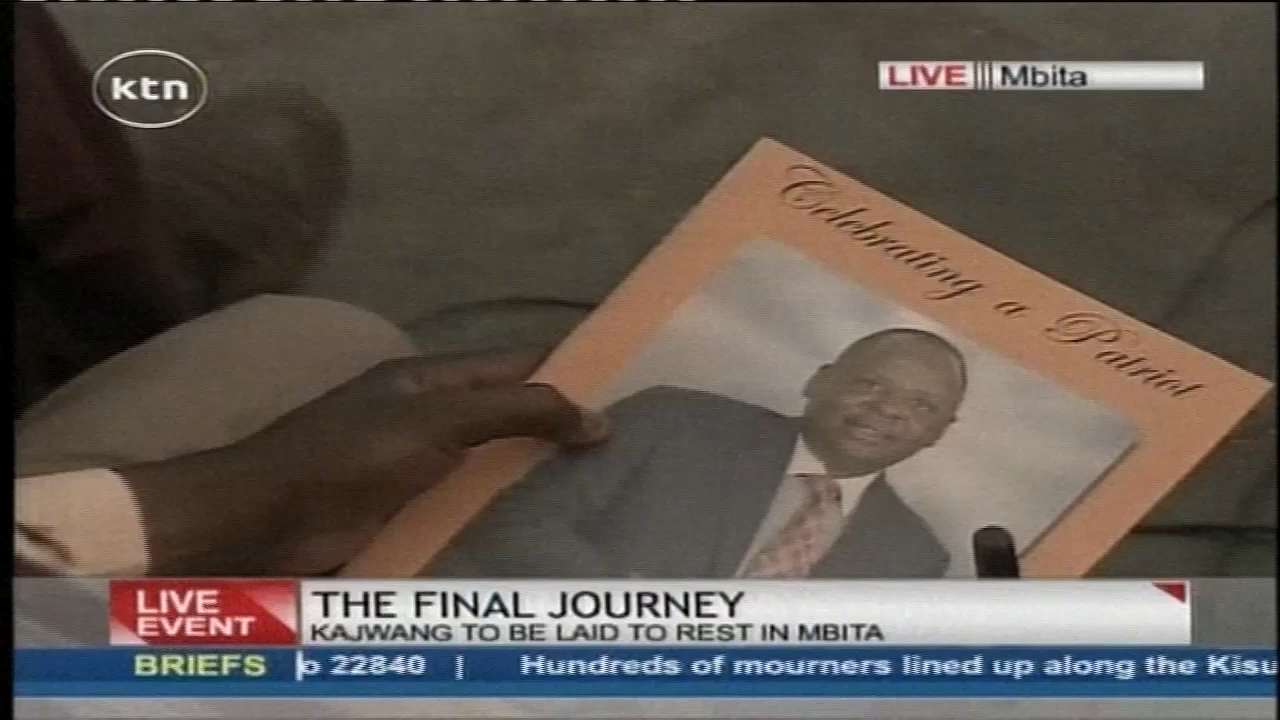 ktn
LIVE Mbita
Celebrating a Patriot
LIVE EVENT
THE FINAL JOURNEY
KAJWANG TO BE LAID TO REST IN MBITA
BRIEFS 22840 | Hundreds of mourners lined up along the